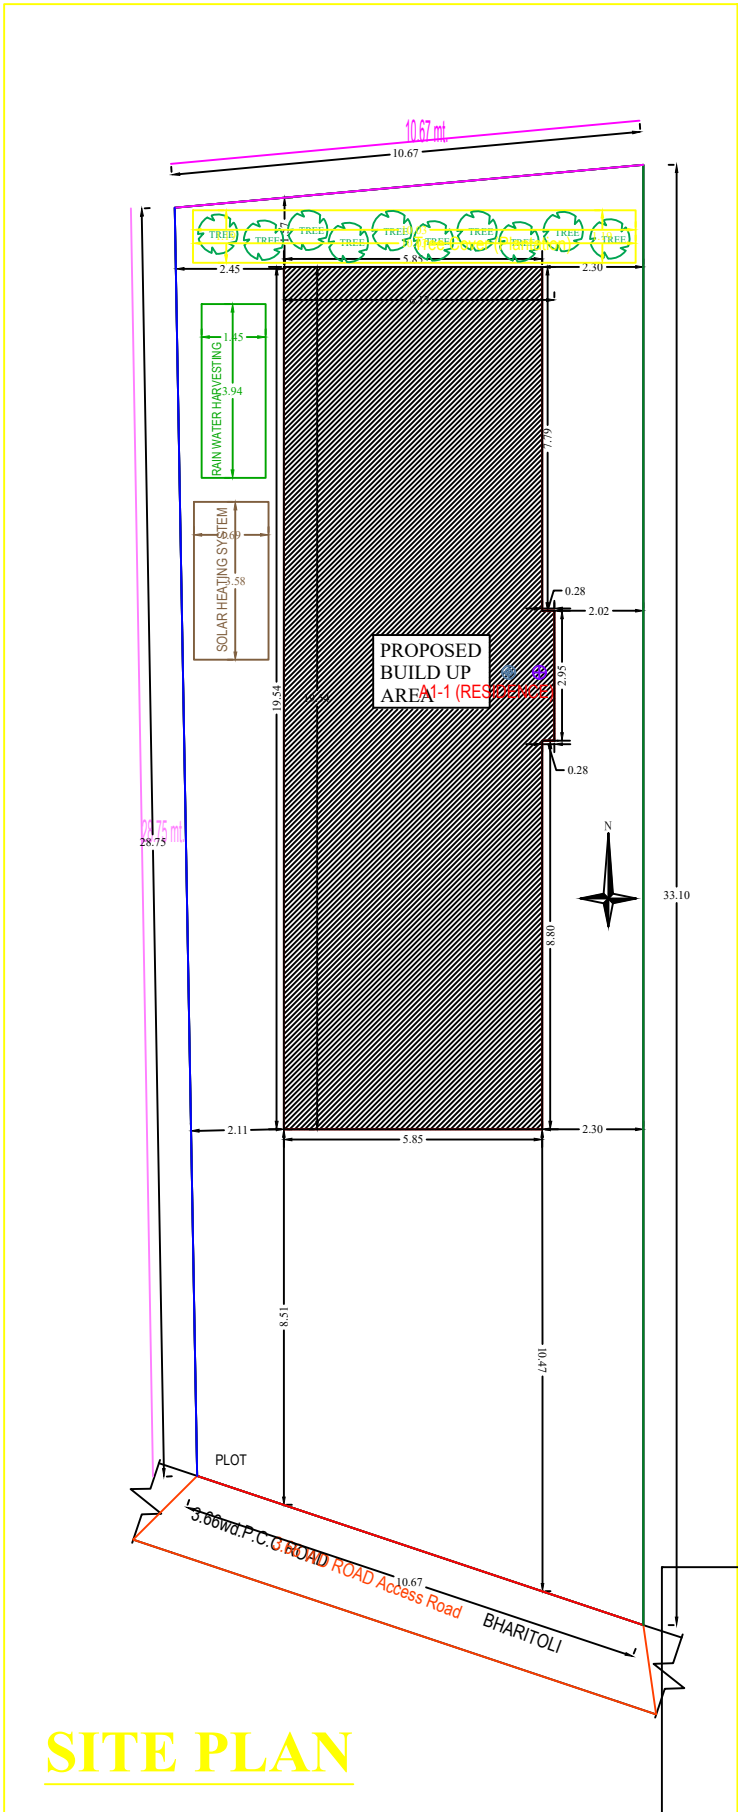 10.67 mt.
10.67
TREE
TREE
TREE
TREE
TREE
TREE
TREE
TREE
TREE
TREE
5.85
2.45
2.30
1.45
RAIN WATER HARVESTING
3.94
7.79
SOLAR HEATING SYSTEM
0.69
3.58
0.28
2.02
PROPOSED
BUILD UP
AREA
A1-1 (RESIDENCE)
2.95
19.54
0.28
28.75 mt.
28.75
N
33.10
8.80
2.11
5.85
2.30
8.51
10.47
PLOT
3.66wd.P.C.C ROAD
ROAD Access Road
10.67
BHARITOLI
SITE PLAN